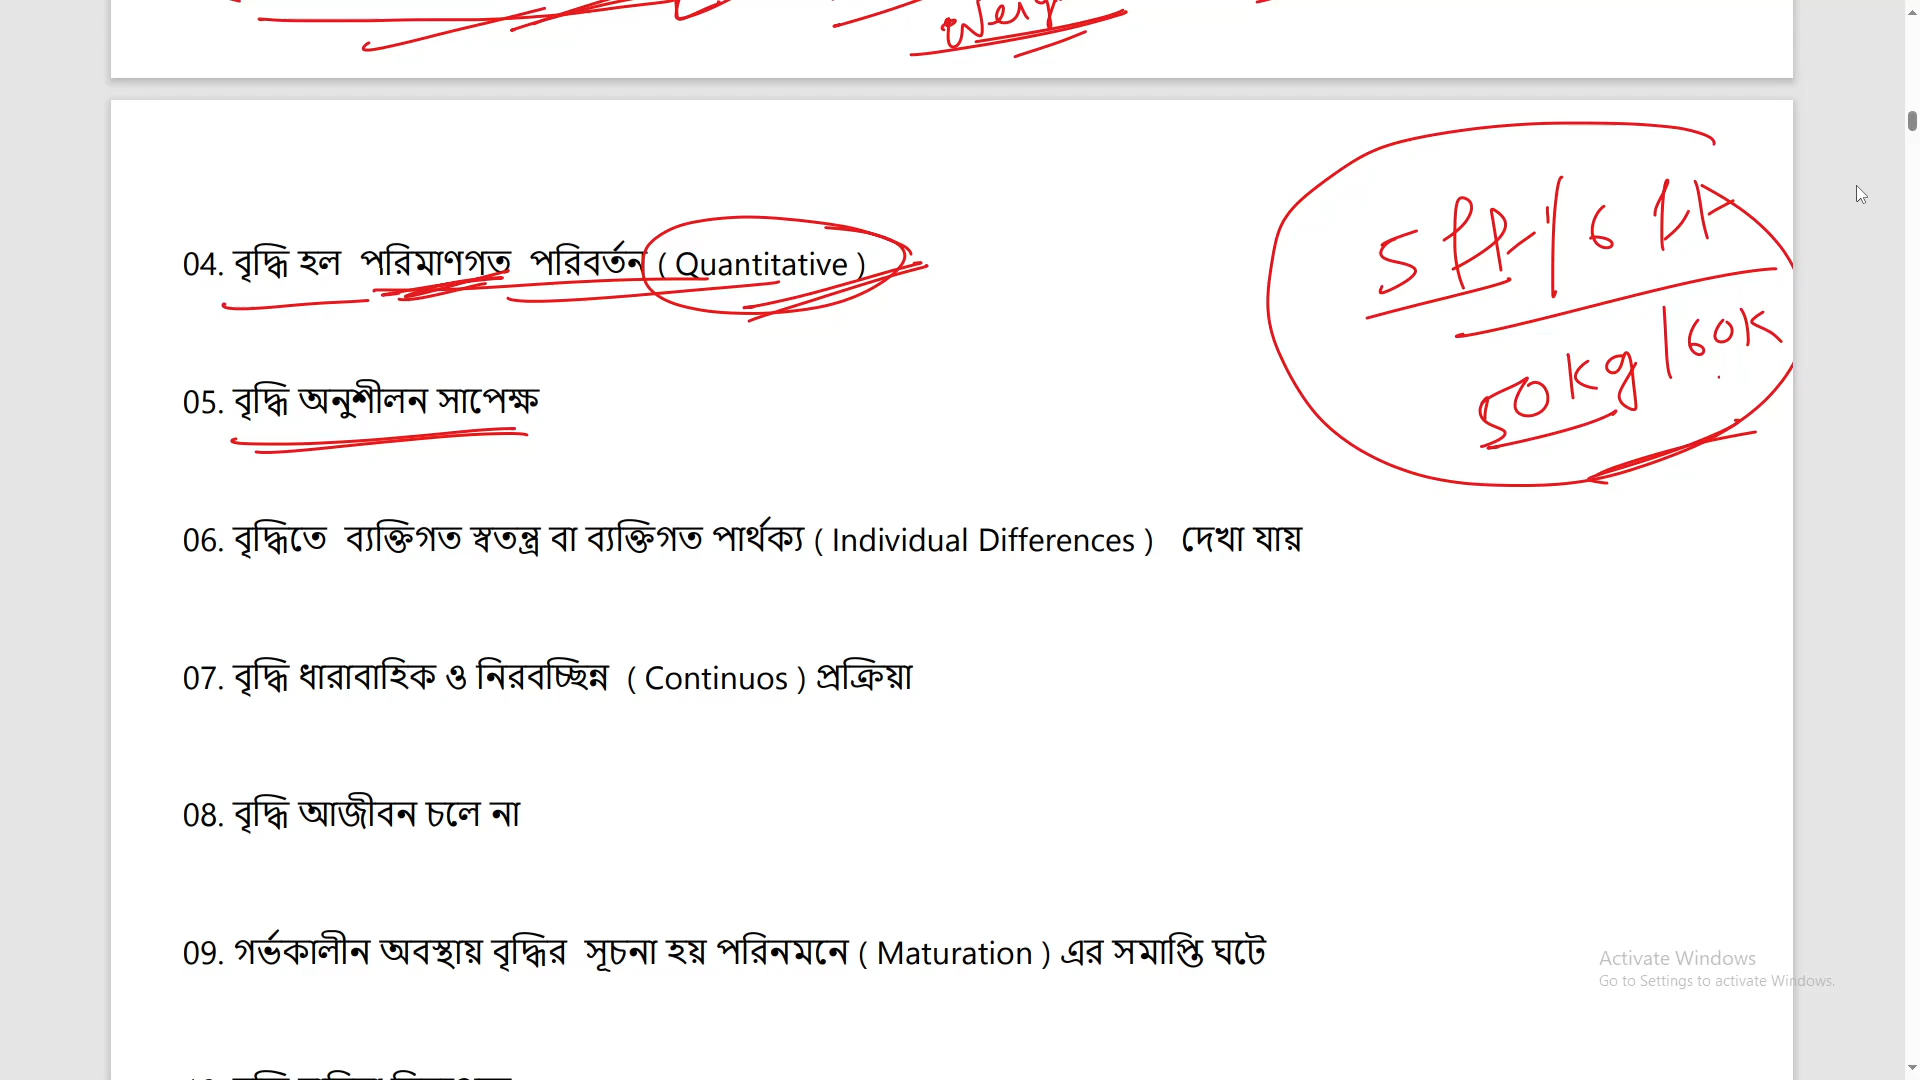 04. বৃদ্ধি হল পরিমাণগত পরিবর্তন ( Quantitative )
5 ft / 6 ft
50 kg / 60 K
05. বৃদ্ধি অনুশীলন সাপেক্ষ
06. বৃদ্ধিতে ব্যক্তিগত স্বতন্ত্র বা ব্যক্তিগত পার্থক্য ( Individual Differences ) দেখা যায়
07. বৃদ্ধি ধারাবাহিক ও নিরবচ্ছিন্ন ( Continuos ) প্রক্রিয়া
08. বৃদ্ধি আজীবন চলে না
09. গর্ভকালীন অবস্থায় বৃদ্ধির সূচনা হয় পরিনমনে ( Maturation ) এর সমাপ্তি ঘটে
Activate Windows
Go to Settings to activate Windows.